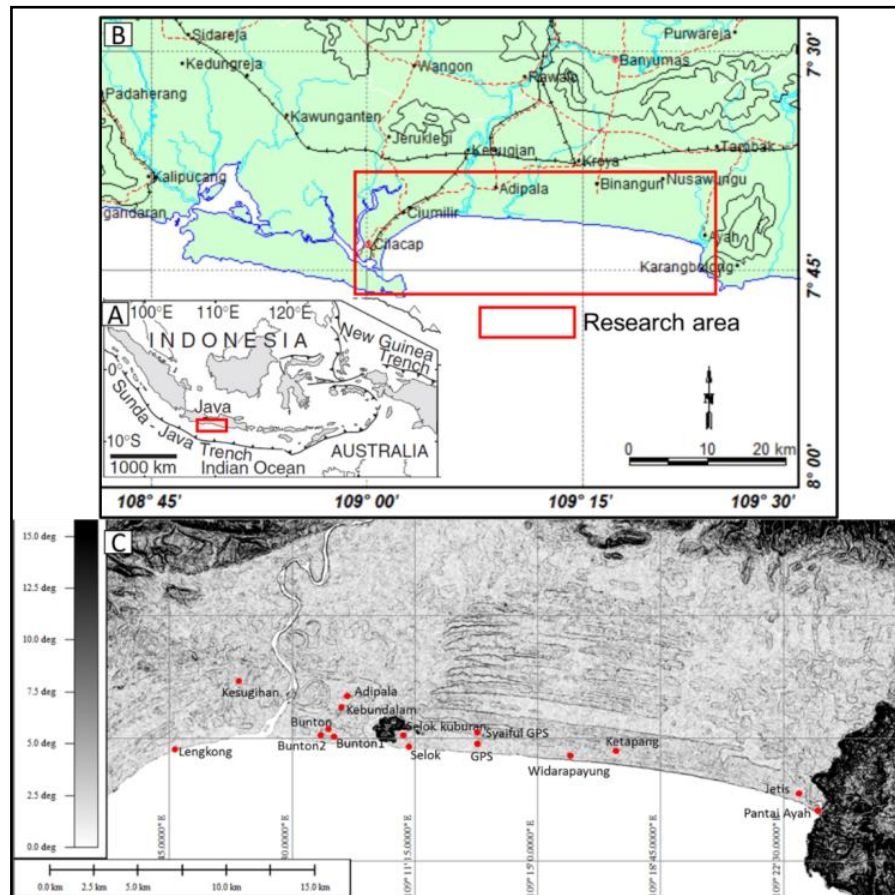 B
Sidareja
Purwareja
Kedungreja
Wangon
Banyumas
7° 30'
Padaherang
Rawalo
Kawunganten
Jeruklegi
Kesugian
Kroya
Tambak
Kalipucang
Adipala
Binangun
Nusawungu
gandaran
Ciumilir
Cilacap
Ayah
Karangbolong
7° 45'
Research area
A
100°E
110°E
120°E
INDONESIA
New Guinea
Trench
0
Java
Sunda - Java Trench
10°S
1000 km
Indian Ocean
AUSTRALIA
N
0 10 20 km
8° 00'
108° 45' 109° 00' 109° 15' 109° 30'
C
15.0 deg
12.5 deg
10.0 deg
7.5 deg
5.0 deg
2.5 deg
0.0 deg
Kesugihan
Adipala
Kebundalam
Bunton
Selok kuburan
Syaiful GPS
Lengkong
Bunton2
Bunton1
Selok
GPS
Ketapang
Widarapayung
Jetis
Pantai Ayah
0.0 km 2.5 km 5.0 km 10.0 km 15.0 km